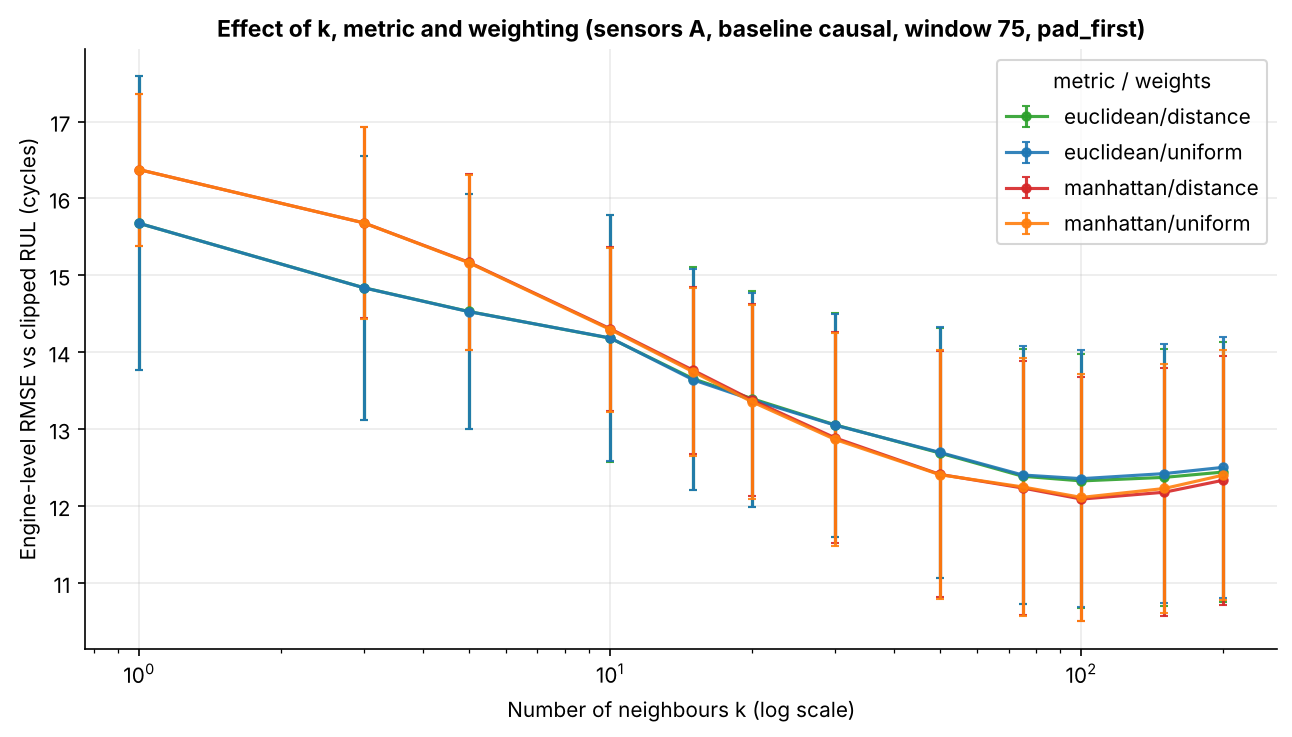 Effect of k, metric and weighting (sensors A, baseline causal, window 75, pad_first)
Engine-level RMSE vs clipped RUL (cycles)
17
16
15
14
13
12
11
metric / weights
euclidean/distance
euclidean/uniform
manhattan/distance
manhattan/uniform
10⁰ 10¹ 10²
Number of neighbours k (log scale)